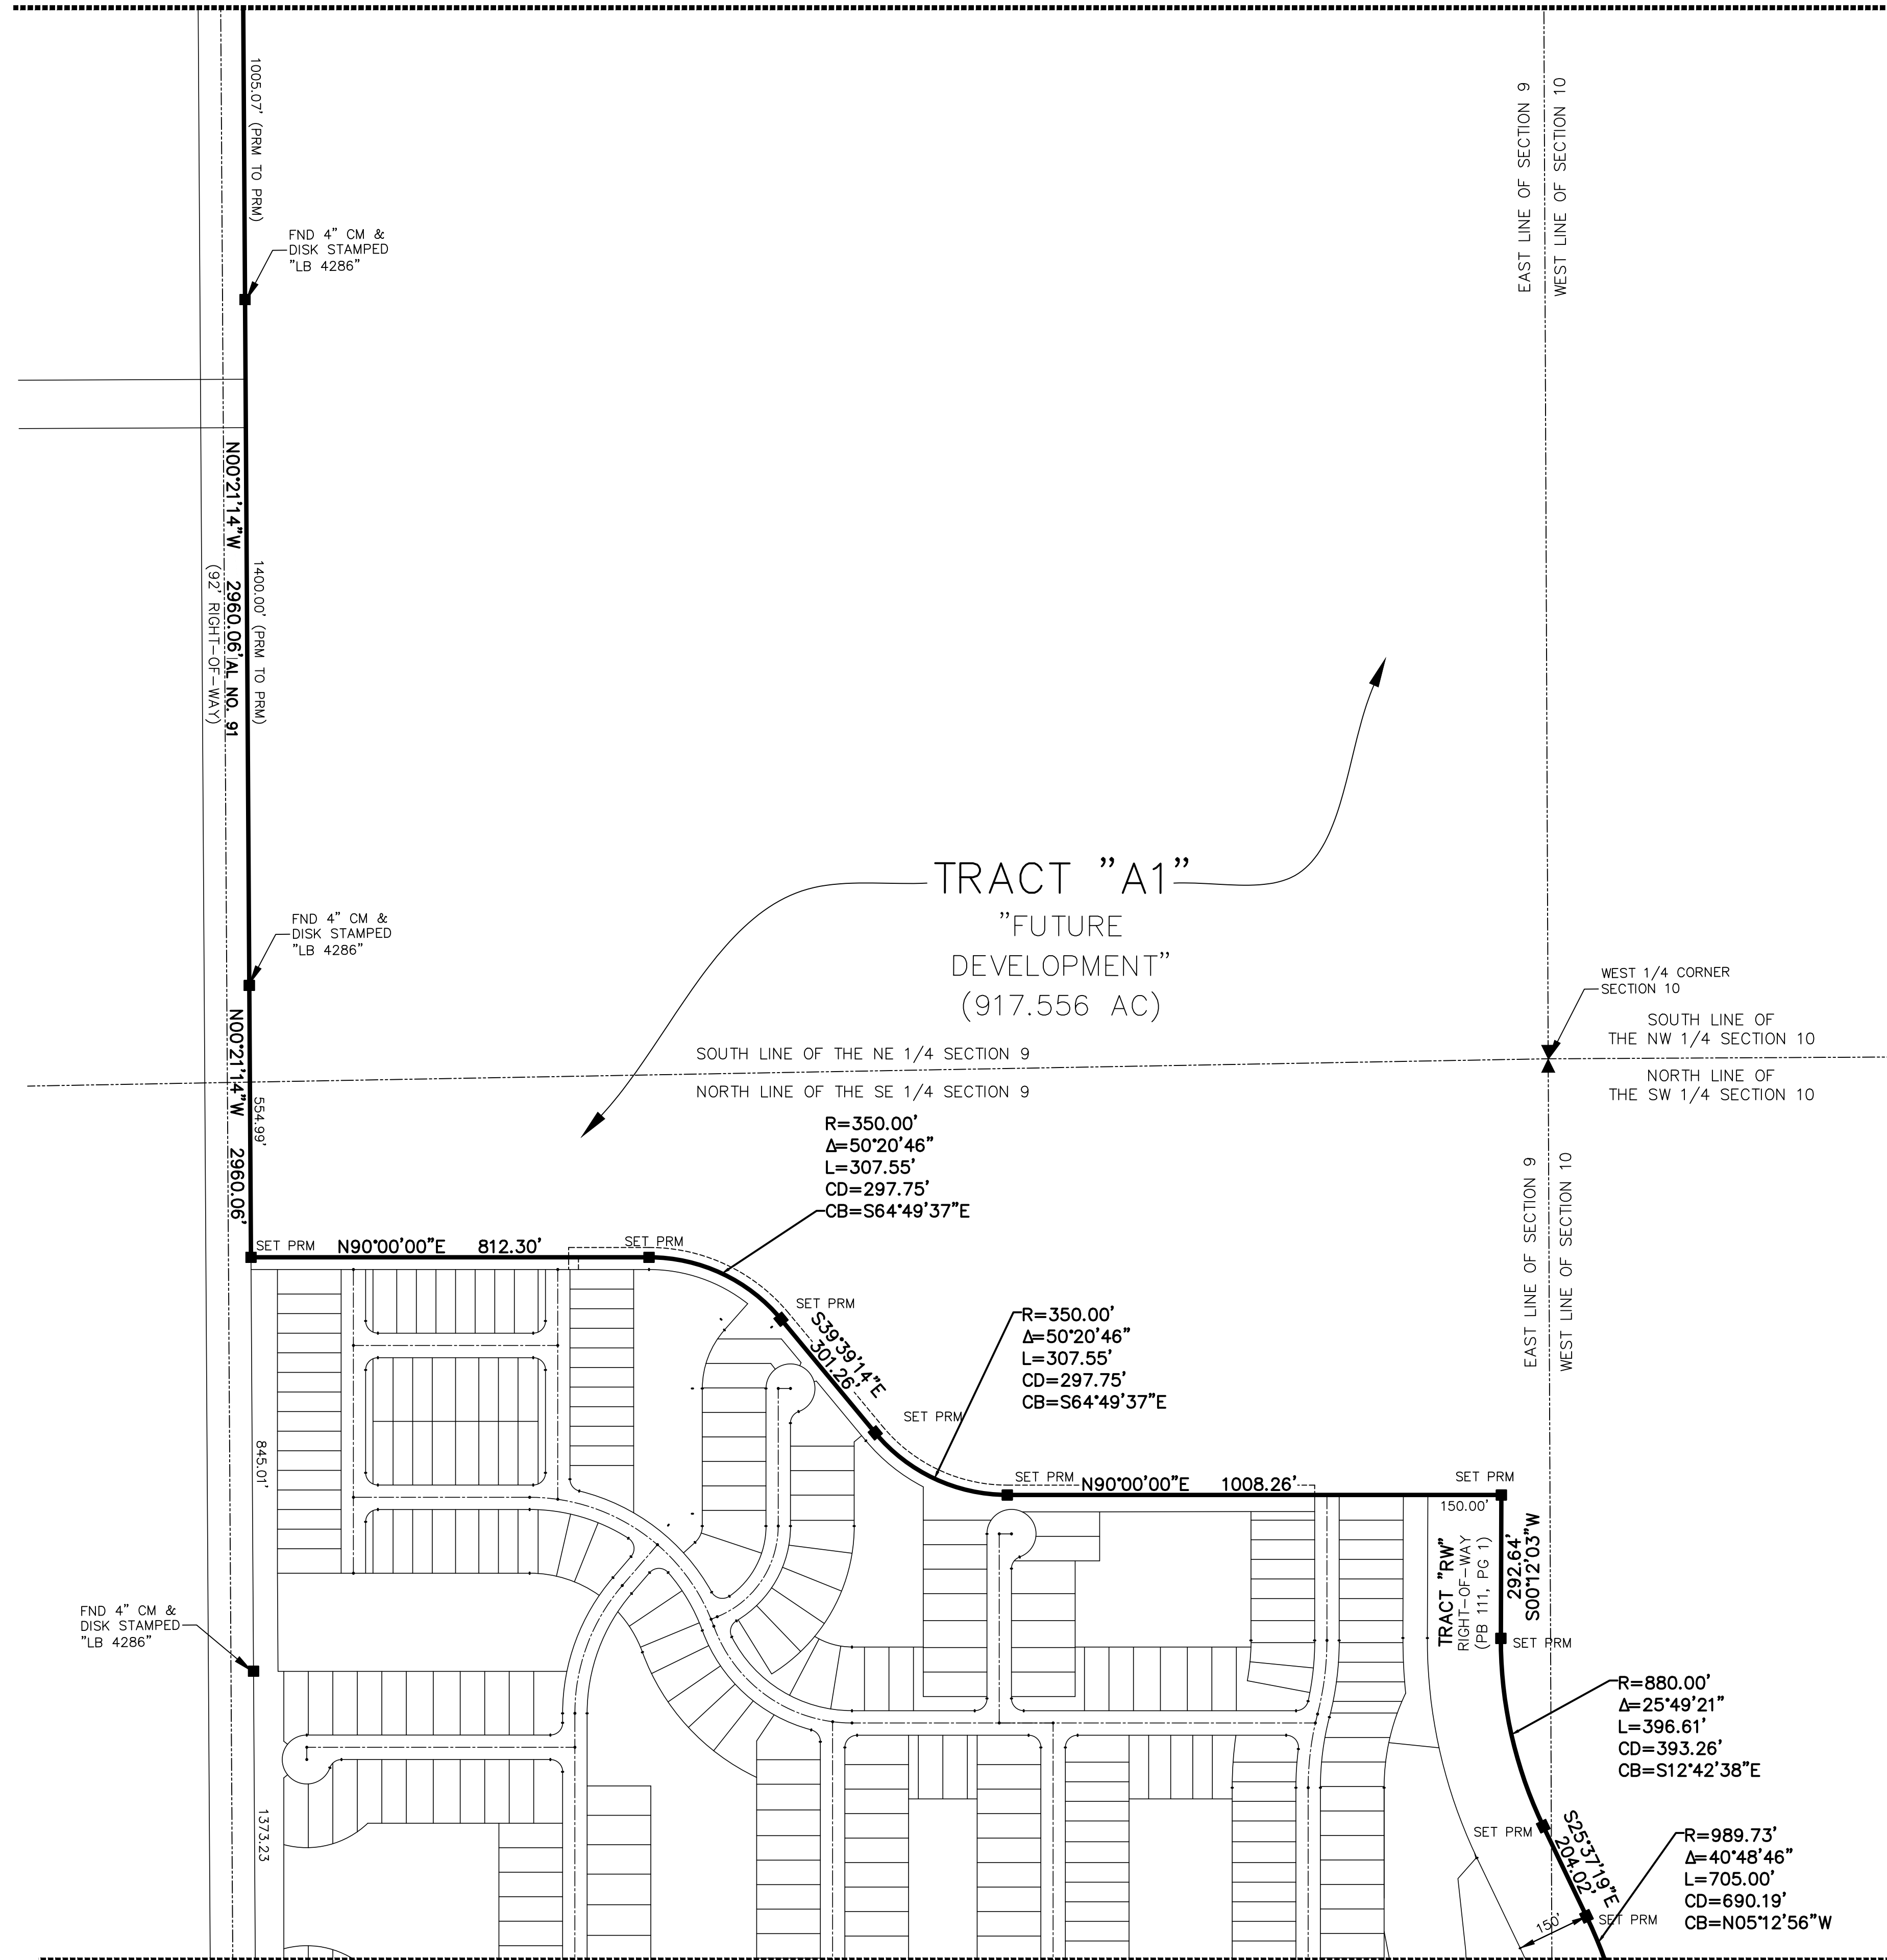 1005.07' (PRM TO PRM)
EAST LINE OF SECTION 9
WEST LINE OF SECTION 10
FND 4" CM &
DISK STAMPED
"LB 4286"
N00°21'14"W 2960.06'
AL NO. 91
(92' RIGHT-OF-WAY)
1400.00' (PRM TO PRM)
TRACT "A1"
"FUTURE
DEVELOPMENT"
(917.556 AC)
FND 4" CM &
DISK STAMPED
"LB 4286"
WEST 1/4 CORNER
SECTION 10
SOUTH LINE OF
THE NW 1/4 SECTION 10
SOUTH LINE OF THE NE 1/4 SECTION 9
NORTH LINE OF THE SE 1/4 SECTION 9
NORTH LINE OF
THE SW 1/4 SECTION 10
N00°21'14"W 2960.06'
554.99'
R=350.00'
Δ=50°20'46"
L=307.55'
CD=297.75'
CB=S64°49'37"E
EAST LINE OF SECTION 9
WEST LINE OF SECTION 10
SET PRM
N90°00'00"E 812.30'
SET PRM
SET PRM
S39°39'14"E
301.26'
R=350.00'
Δ=50°20'46"
L=307.55'
CD=297.75'
CB=S64°49'37"E
SET PRM
845.01'
SET PRM
N90°00'00"E 1008.26'
SET PRM
150.00'
TRACT "RW"
RIGHT-OF-WAY
(PB 111, PG 1)
292.64'
S00°12'03"W
FND 4" CM &
DISK STAMPED
"LB 4286"
SET PRM
R=880.00'
Δ=25°49'21"
L=396.61'
CD=393.26'
CB=S12°42'38"E
1373.23
SET PRM
S25°37'19"E
204.02'
R=989.73'
Δ=40°48'46"
L=705.00'
CD=690.19'
CB=N05°12'56"W
150'
SET PRM